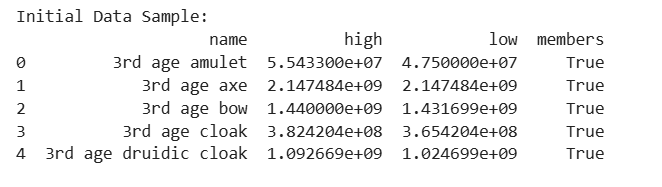 Initial Data Sample:
name high low members
0 3rd age amulet 5.543300e+07 4.750000e+07 True
1 3rd age axe 2.147484e+09 2.147484e+09 True
2 3rd age bow 1.440000e+09 1.431699e+09 True
3 3rd age cloak 3.824204e+08 3.654204e+08 True
4 3rd age druidic cloak 1.092669e+09 1.024699e+09 True